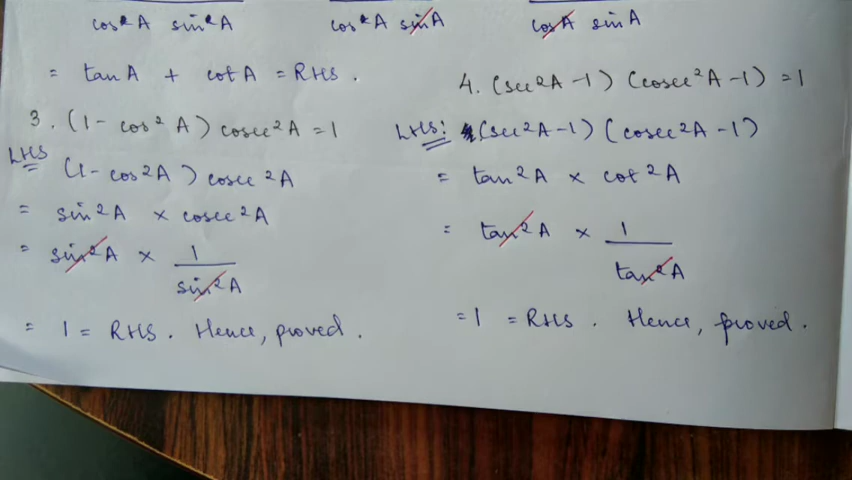 cos²A sin²A cos²A sinA cosA sinA
= tanA + cotA = RHS.
3. (1 - cos²A) cosec²A = 1
LHS
(1 - cos2A) cosec2A
= sin2A × cosec2A
= sin²A × 1
sin²A
= 1 = RHS. Hence, proved.
4. (sec2A - 1) (cosec²A - 1) = 1
LHS: (sec2A - 1) (cosec2A - 1)
= tan2A × cot2A
= tan2A × 1
tan2A
= 1 = RHS. Hence, proved.